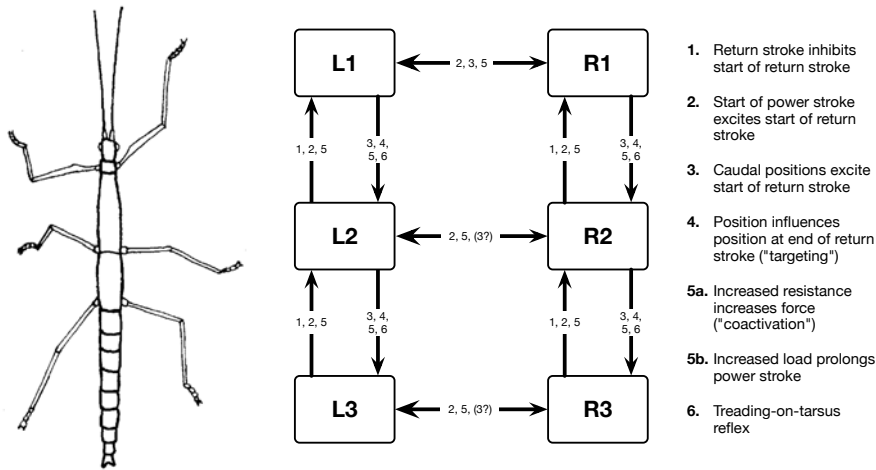 L1
2, 3, 5
R1
1, 2, 5
3, 4,
5, 6
1, 2, 5
3, 4,
5, 6
L2
2, 5, (3?)
R2
1, 2, 5
3, 4,
5, 6
1, 2, 5
3, 4,
5, 6
L3
2, 5, (3?)
R3
1. Return stroke inhibits
start of return stroke
2. Start of power stroke
excites start of return
stroke
3. Caudal positions excite
start of return stroke
4. Position influences
position at end of return
stroke ("targeting")
5a. Increased resistance
increases force
("coactivation")
5b. Increased load prolongs
power stroke
6. Treading-on-tarsus
reflex